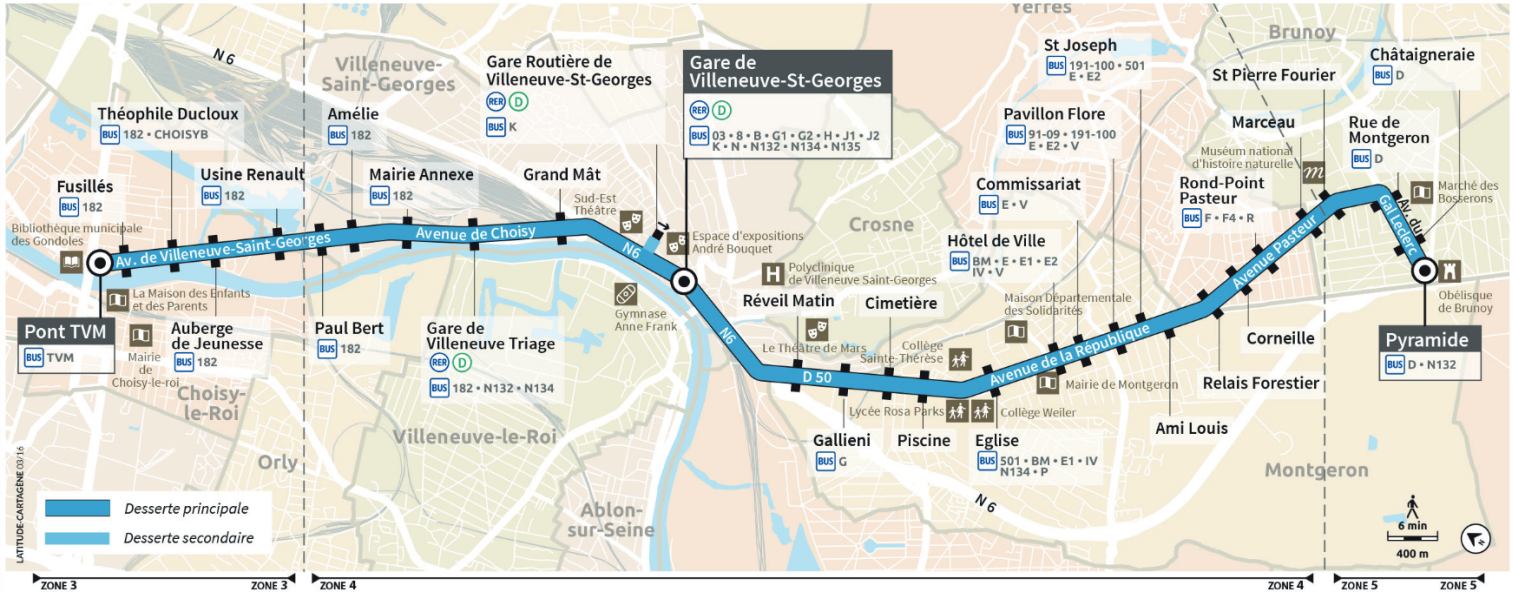 N 6
Villeneuve-
Saint-Georges
Yerres
Brunoy
Gare Routière de
Villeneuve-St-Georges
RER D
BUS K
Gare de
Villeneuve-St-Georges
RER D
BUS 03 • 8 • B • G1 • G2 • H • J1 • J2
K • N • N132 • N134 • N135
St Joseph
BUS 191-100 • 501
E • E2
St Pierre Fourier
Châtaigneraie
BUS D
Théophile Ducloux
BUS 182 • CHOISYB
Amélie
BUS 182
Pavillon Flore
BUS 91-09 • 191-100
E • E2 • V
Marceau
Muséum national
d'histoire naturelle
m
Rue de
Montgeron
BUS D
Fusillés
BUS 182
Usine Renault
BUS 182
Mairie Annexe
BUS 182
Grand Mât
Sud-Est
Théâtre
Commissariat
BUS E • V
Rond-Point
Pasteur
BUS F • F4 • R
Marché des
Bosserons
Bibliothèque municipale
des Gondoles
Av. de Villeneuve-Saint-Georges
Avenue de Choisy
N6
Espace d'expositions
André Bouquet
Crosne
Hôtel de Ville
BUS BM • E • E1 • E2
IV • V
Avenue Pasteur
Av. du
Gal Leclerc
La Maison des Enfants
et des Parents
Gymnase
Anne Frank
H
Polyclinique
de Villeneuve Saint-Georges
Réveil Matin
Cimetière
Maison Départementale
des Solidarités
Obélisque
de Brunoy
Pont TVM
BUS TVM
Mairie
de
Choisy-le-roi
Auberge
de Jeunesse
BUS 182
Paul Bert
BUS 182
Gare de
Villeneuve Triage
RER D
BUS 182 • N132 • N134
N6
Le Théâtre de Mars
Collège
Sainte-Thérèse
Avenue de la République
Corneille
Pyramide
BUS D • N132
D 50
Mairie de Montgeron
Relais Forestier
Choisy-
le-Roi
Villeneuve-le-Roi
Lycée Rosa Parks
Collège Weiler
Ami Louis
Gallieni
BUS G
Piscine
Eglise
BUS 501 • BM • E1 • IV
N134 • P
Orly
Montgeron
Ablon-
sur-Seine
N 6
LATITUDE-CARTAGÈNE 03/16
Desserte principale
Desserte secondaire
6 min
400 m
ZONE 3 ZONE 3 ZONE 4 ZONE 4 ZONE 5 ZONE 5